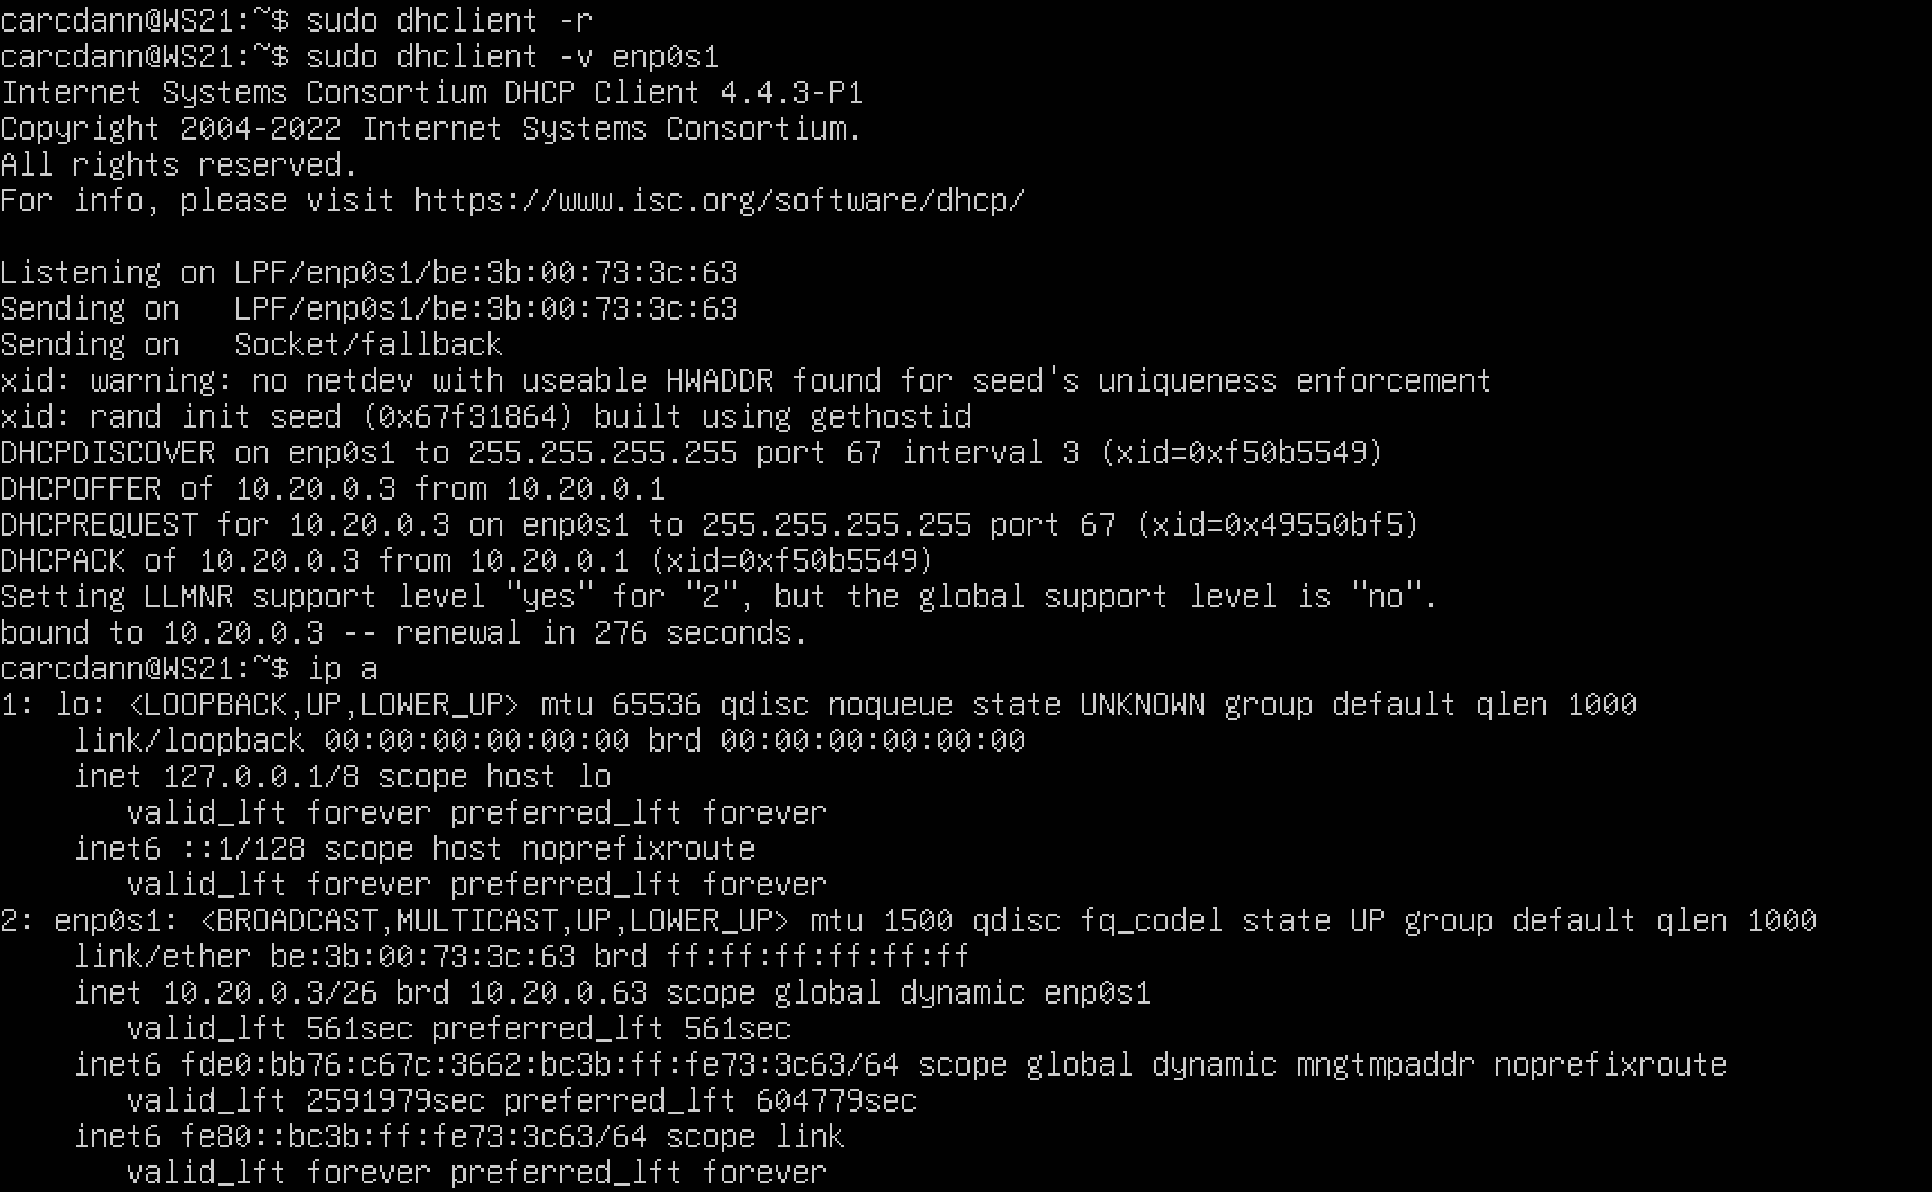 carcdann@WS21:~$ sudo dhclient -r
carcdann@WS21:~$ sudo dhclient -v enp0s1
Internet Systems Consortium DHCP Client 4.4.3-P1
Copyright 2004-2022 Internet Systems Consortium.
All rights reserved.
For info, please visit https://www.isc.org/software/dhcp/

Listening on LPF/enp0s1/be:3b:00:73:3c:63
Sending on   LPF/enp0s1/be:3b:00:73:3c:63
Sending on   Socket/fallback
xid: warning: no netdev with useable HWADDR found for seed's uniqueness enforcement
xid: rand init seed (0x67f31864) built using gethostid
DHCPDISCOVER on enp0s1 to 255.255.255.255 port 67 interval 3 (xid=0xf50b5549)
DHCPOFFER of 10.20.0.3 from 10.20.0.1
DHCPREQUEST for 10.20.0.3 on enp0s1 to 255.255.255.255 port 67 (xid=0x49550bf5)
DHCPACK of 10.20.0.3 from 10.20.0.1 (xid=0xf50b5549)
Setting LLMNR support level "yes" for "2", but the global support level is "no".
bound to 10.20.0.3 -- renewal in 276 seconds.
carcdann@WS21:~$ ip a
1: lo: <LOOPBACK,UP,LOWER_UP> mtu 65536 qdisc noqueue state UNKNOWN group default qlen 1000
    link/loopback 00:00:00:00:00:00 brd 00:00:00:00:00:00
    inet 127.0.0.1/8 scope host lo
       valid_lft forever preferred_lft forever
    inet6 ::1/128 scope host noprefixroute
       valid_lft forever preferred_lft forever
2: enp0s1: <BROADCAST,MULTICAST,UP,LOWER_UP> mtu 1500 qdisc fq_codel state UP group default qlen 1000
    link/ether be:3b:00:73:3c:63 brd ff:ff:ff:ff:ff:ff
    inet 10.20.0.3/26 brd 10.20.0.63 scope global dynamic enp0s1
       valid_lft 561sec preferred_lft 561sec
    inet6 fde0:bb76:c67c:3662:bc3b:ff:fe73:3c63/64 scope global dynamic mngtmpaddr noprefixroute
       valid_lft 2591979sec preferred_lft 604779sec
    inet6 fe80::bc3b:ff:fe73:3c63/64 scope link
       valid_lft forever preferred_lft forever